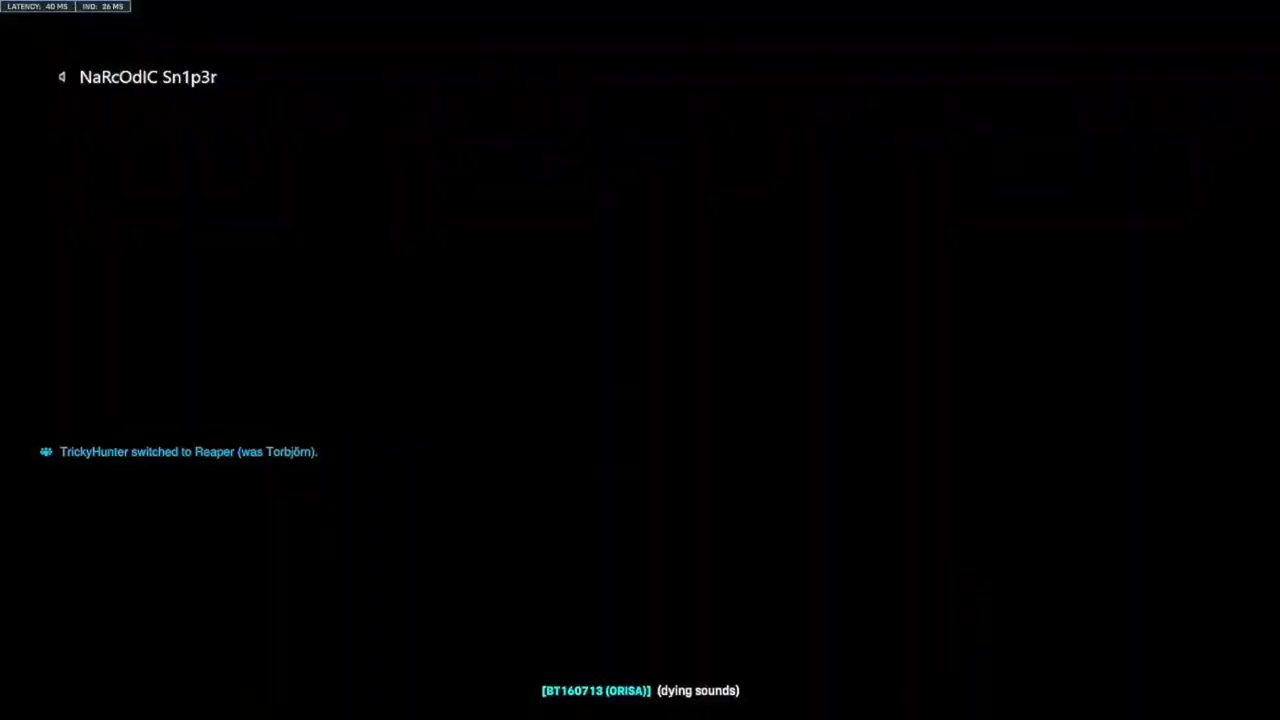 LATENCY: 40 MS IND: 26 MS
NaRcOdIC Sn1p3r
TrickyHunter switched to Reaper (was Torbjörn).
[BT160713 (ORISA)] (dying sounds)